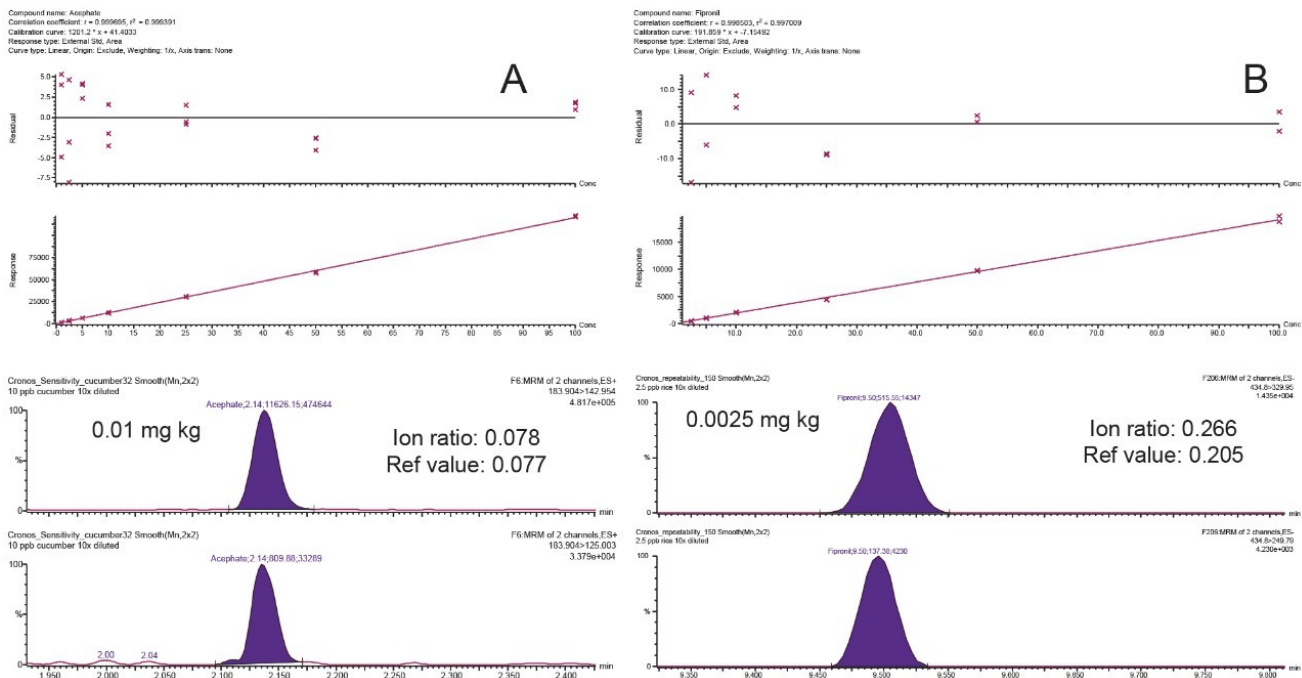 Compound name: Acephate
Correlation coefficient: r = 0.999695, r² = 0.999391
Calibration curve: 1201.2 * x + 41.4033
Response type: External Std, Area
Curve type: Linear, Origin: Exclude, Weighting: 1/x, Axis trans: None
A
Residual
5.0
2.5
0.0
-2.5
-5.0
-7.5
Conc
Response
75000
50000
25000
-0
Conc
0 5 10 15 20 25 30 35 40 45 50 55 60 65 70 75 80 85 90 95 100
Cronos_Sensitivity_cucumber32 Smooth(Mn,2x2)
10 ppb cucumber 10x diluted
F6:MRM of 2 channels,ES+
183.904>142.954
4.817e+005
Acephate;2.14;11626.15;474644
0.01 mg kg
Ion ratio: 0.078
Ref value: 0.077
100
%
0
min
Cronos_Sensitivity_cucumber32 Smooth(Mn,2x2)
10 ppb cucumber 10x diluted
F6:MRM of 2 channels,ES+
183.904>125.003
3.379e+004
Acephate;2.14;809.88;33289
100
%
0
2.00 2.04
min
1.950 2.000 2.050 2.100 2.150 2.200 2.250 2.300 2.350 2.400
Compound name: Fipronil
Correlation coefficient: r = 0.998503, r² = 0.997009
Calibration curve: 191.859 * x + -7.15492
Response type: External Std, Area
Curve type: Linear, Origin: Exclude, Weighting: 1/x, Axis trans: None
B
Residual
10.0
0.0
-10.0
Conc
Response
15000
10000
5000
-0
Conc
10.0 20.0 30.0 40.0 50.0 60.0 70.0 80.0 90.0 100.0
Cronos_repeatability_150 Smooth(Mn,2x2)
2.5 ppb rice 10x diluted
F206:MRM of 2 channels,ES-
434.8>329.95
1.435e+004
Fipronil;9.50;515.55;14347
0.0025 mg kg
Ion ratio: 0.266
Ref value: 0.205
100
%
0
min
Cronos_repeatability_150 Smooth(Mn,2x2)
2.5 ppb rice 10x diluted
F206:MRM of 2 channels,ES-
434.8>249.79
4.230e+003
Fipronil;9.50;137.38;4230
100
%
0
min
9.350 9.400 9.450 9.500 9.550 9.600 9.650 9.700 9.750 9.800